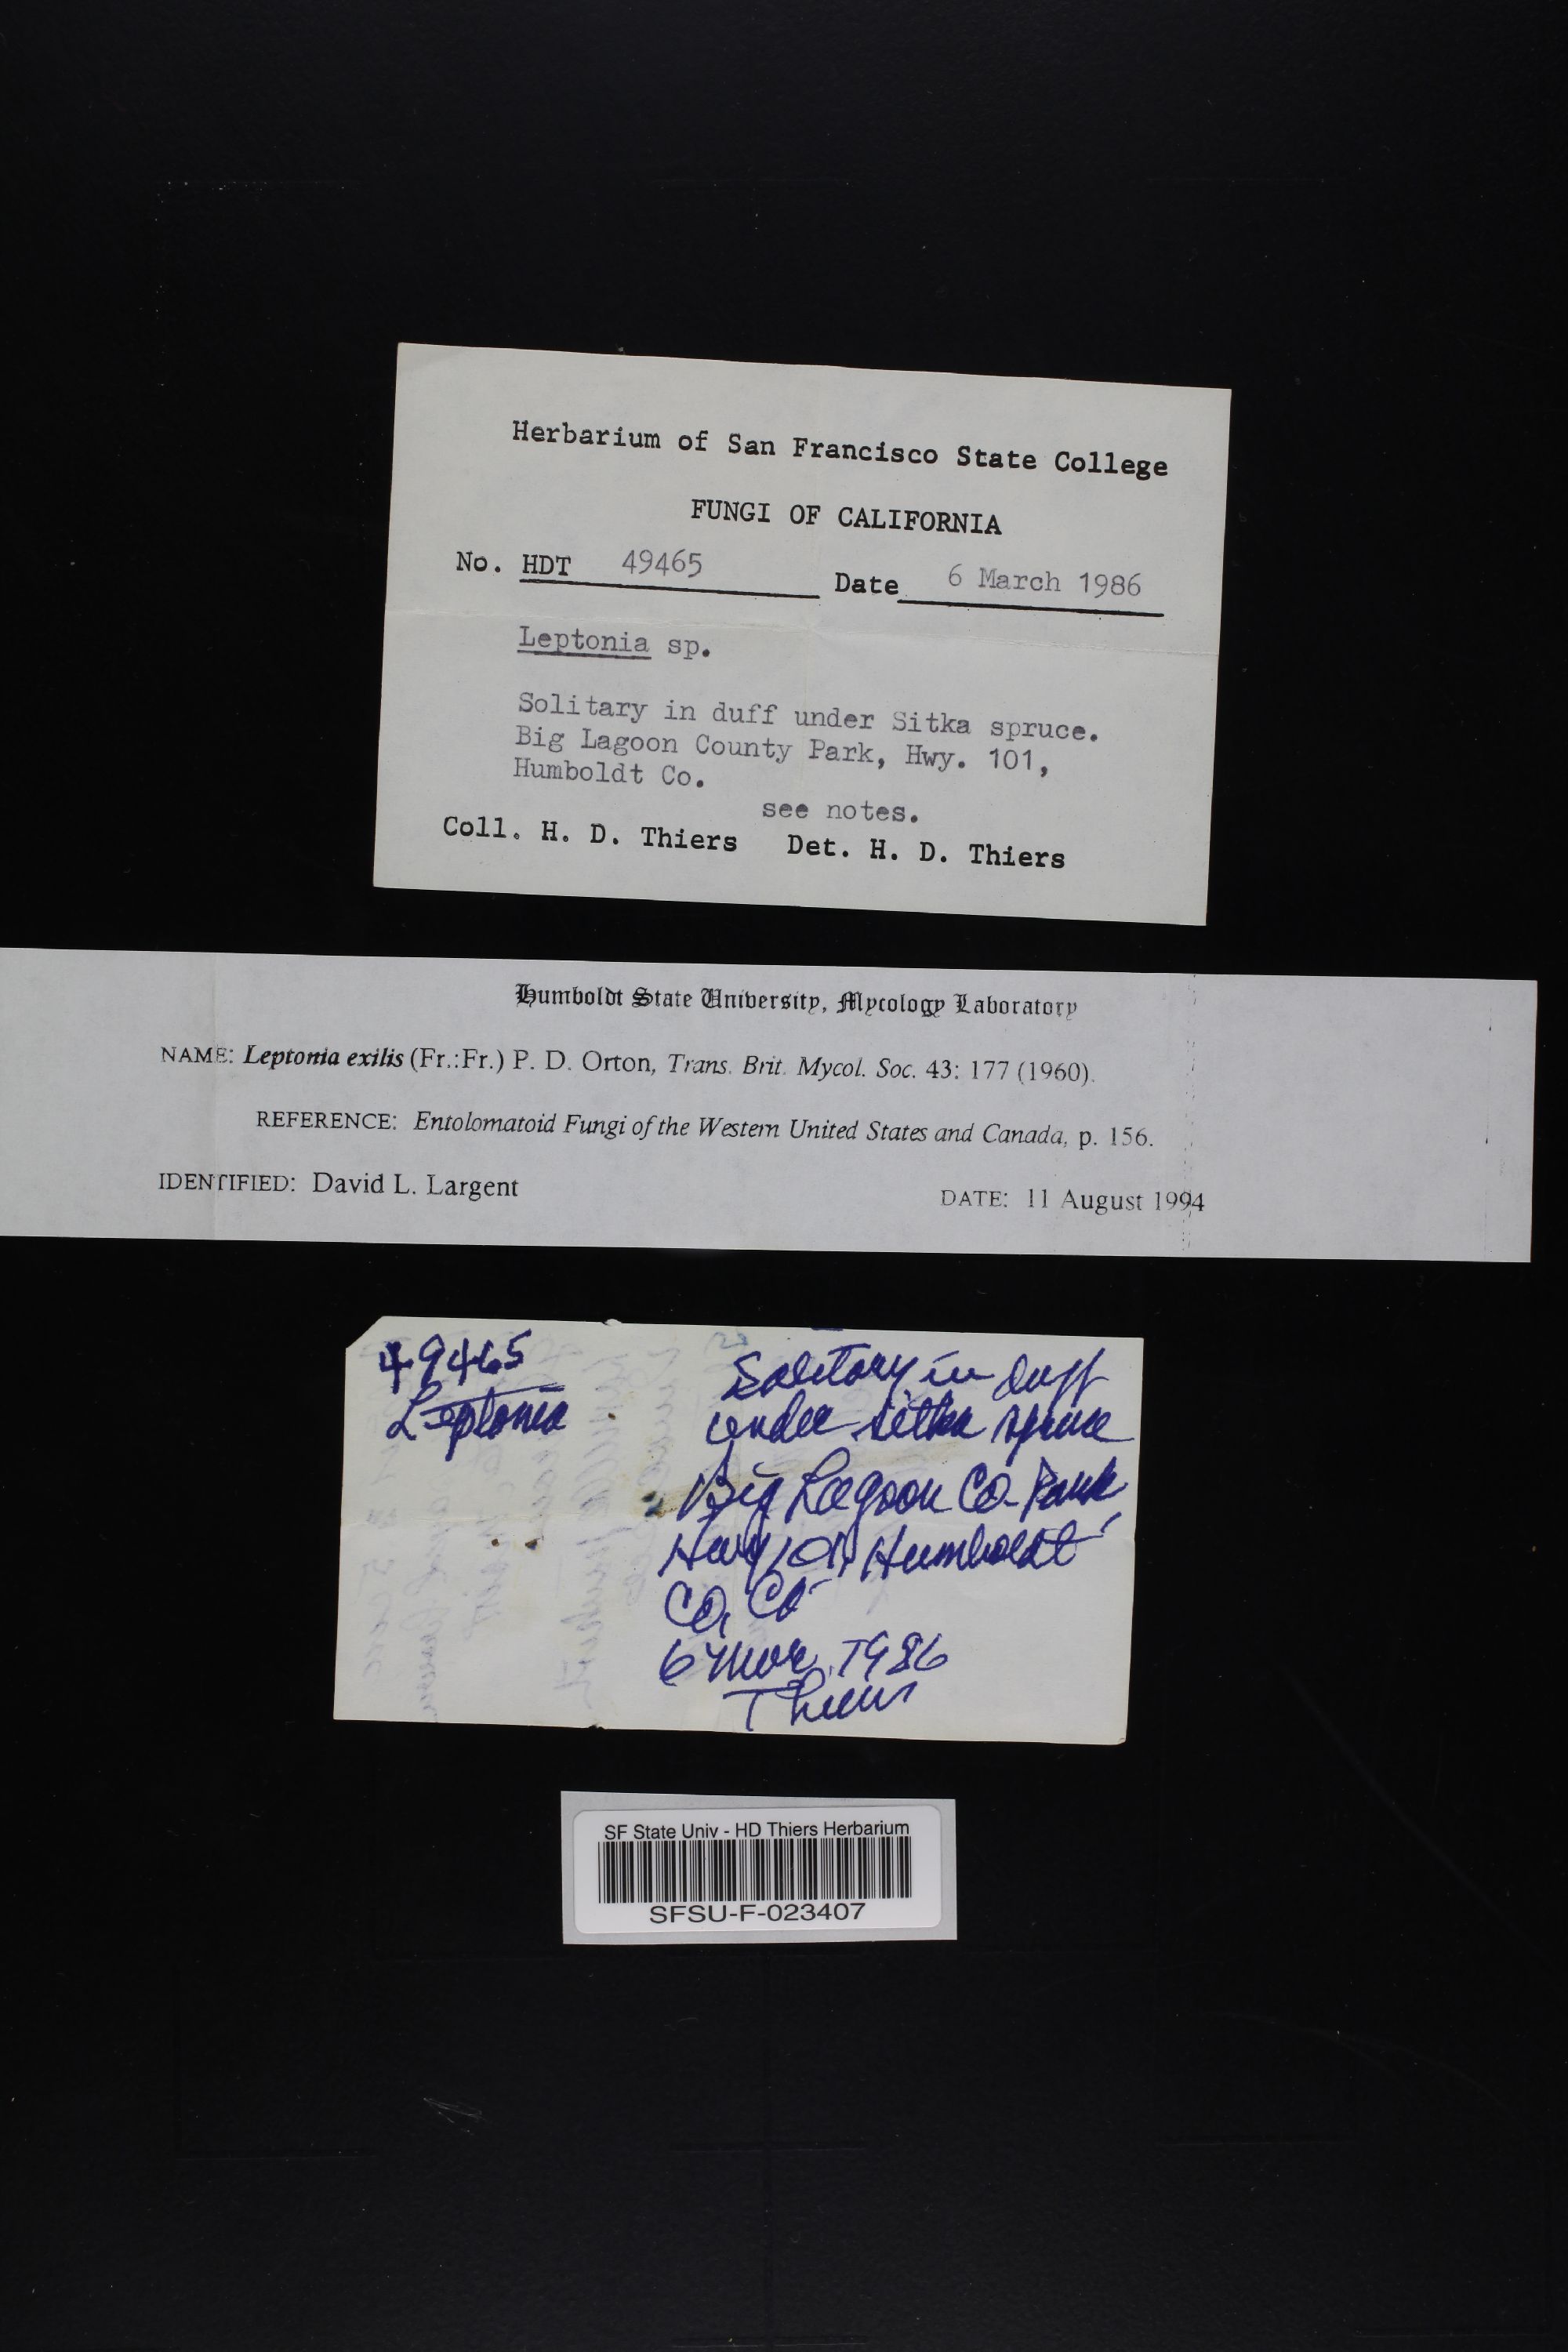 Herbarium of San Francisco State College
FUNGI OF CALIFORNIA
No. HDT 49465 Date 6 March 1986
Leptonia sp.
Solitary in duff under Sitka spruce.
Big Lagoon County Park, Hwy. 101,
Humboldt Co.
see notes.
Coll. H. D. Thiers Det. H. D. Thiers
Humboldt State University, Mycology Laboratory
NAME: Leptonia exilis (Fr.:Fr.) P. D. Orton, Trans. Brit. Mycol. Soc. 43: 177 (1960).
REFERENCE: Entolomatoid Fungi of the Western United States and Canada, p. 156.
IDENTIFIED: David L. Largent DATE: 11 August 1994
49465
Leptonia
Solitary in duff
under sitka spruce
Big Lagoon Co. Park
Hwy 101, Humboldt
Co, Ca
6 Mar 1986
Thiers
SF State Univ - HD Thiers Herbarium
SFSU-F-023407